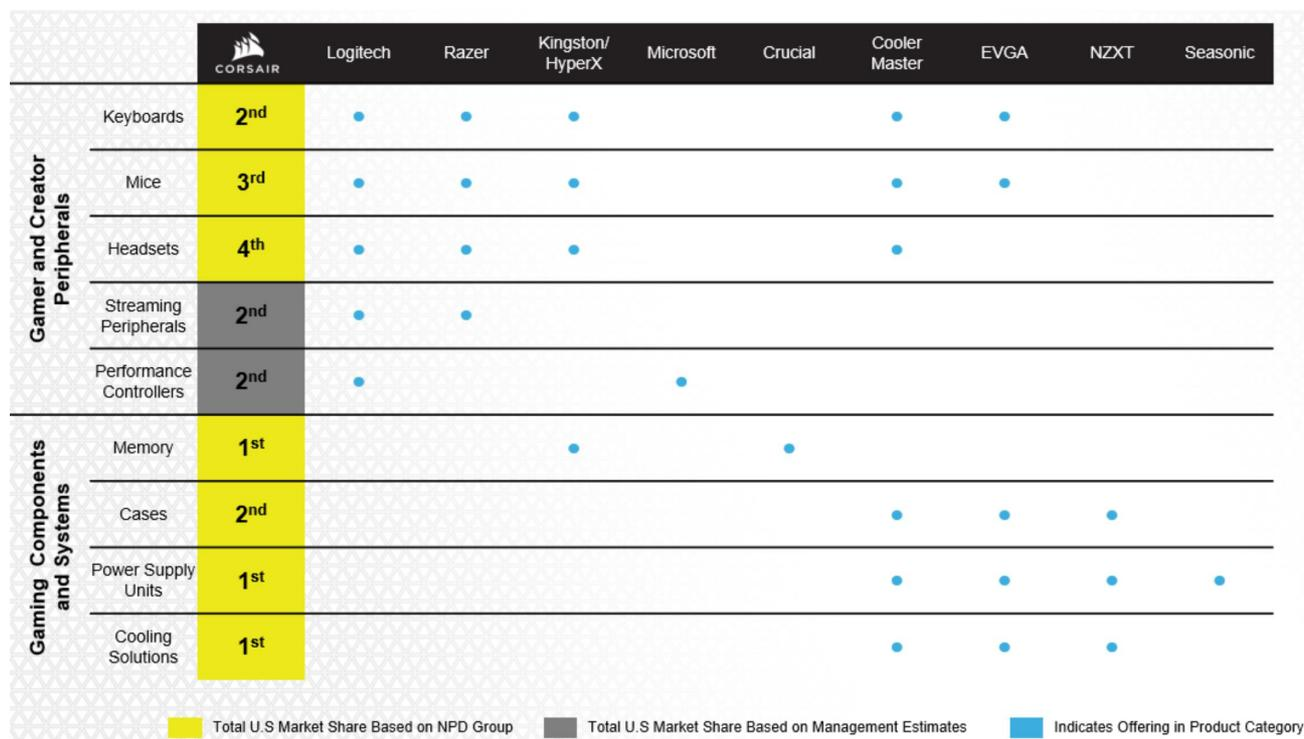 CORSAIR
Logitech
Razer
Kingston/
HyperX
Microsoft
Crucial
Cooler
Master
EVGA
NZXT
Seasonic
Gamer and Creator
Peripherals
Keyboards
2nd
Mice
3rd
Headsets
4th
Streaming
Peripherals
2nd
Performance
Controllers
2nd
Gaming Components
and Systems
Memory
1st
Cases
2nd
Power Supply
Units
1st
Cooling
Solutions
1st
Total U.S Market Share Based on NPD Group
Total U.S Market Share Based on Management Estimates
Indicates Offering in Product Category